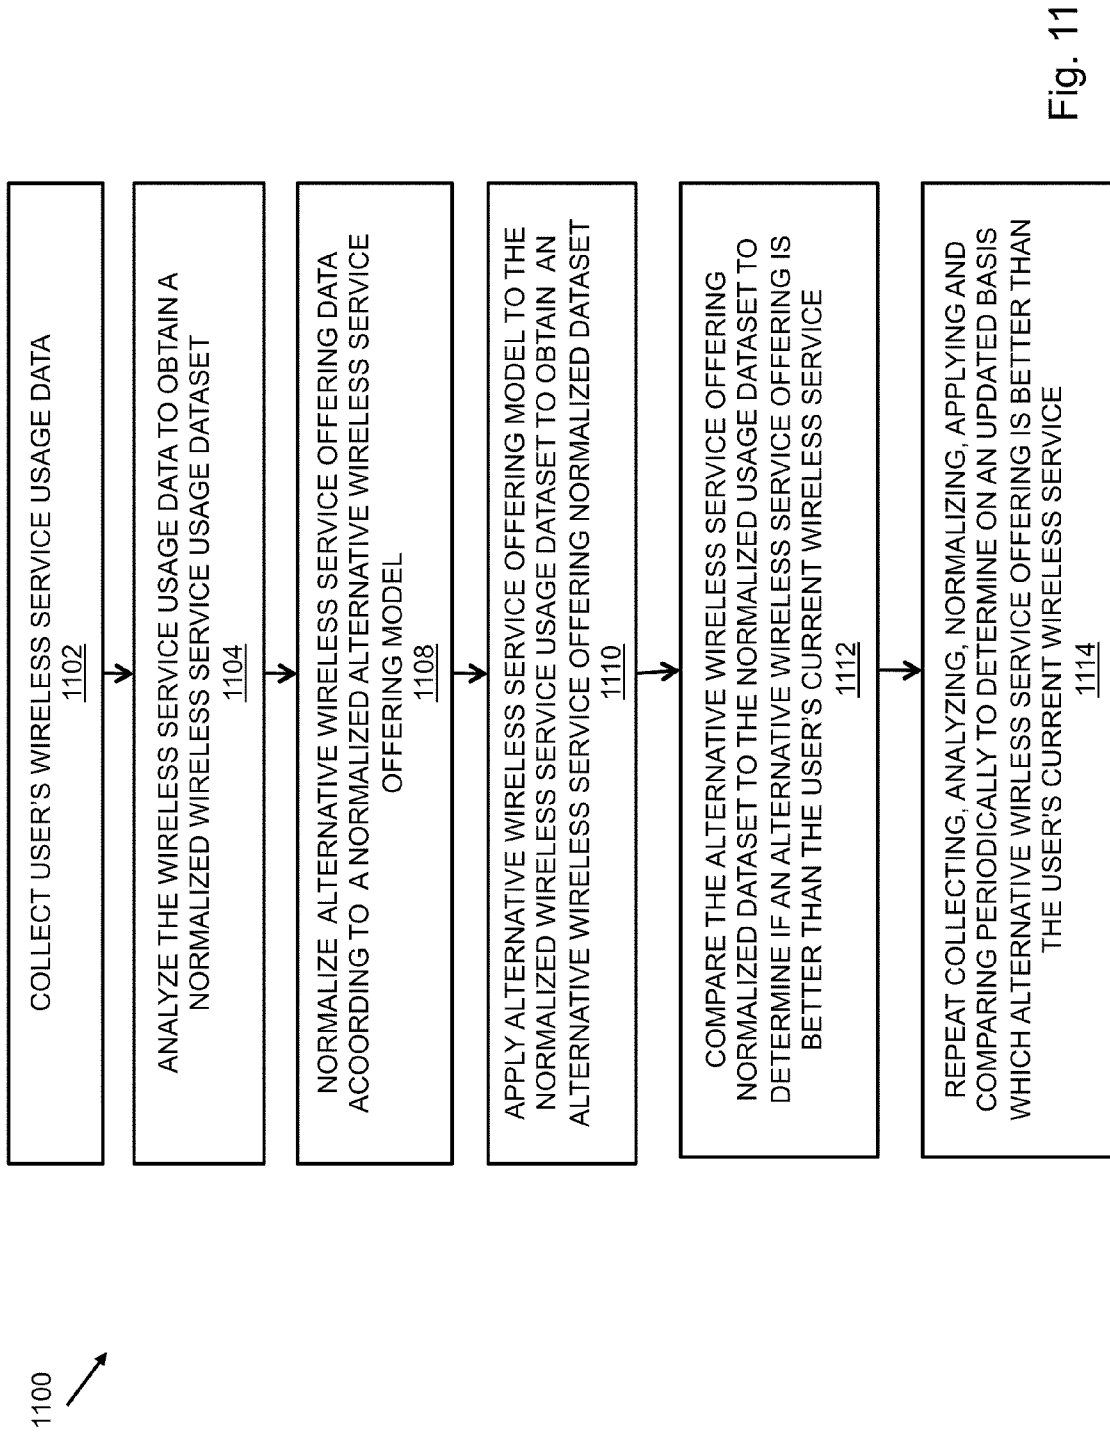 1100
COLLECT USER'S WIRELESS SERVICE USAGE DATA
1102
ANALYZE THE WIRELESS SERVICE USAGE DATA TO OBTAIN A
NORMALIZED WIRELESS SERVICE USAGE DATASET
1104
NORMALIZE ALTERNATIVE WIRELESS SERVICE OFFERING DATA
ACORDING TO A NORMALIZED ALTERNATIVE WIRELESS SERVICE
OFFERING MODEL
1108
APPLY ALTERNATIVE WIRELESS SERVICE OFFERING MODEL TO THE
NORMALIZED WIRELESS SERVICE USAGE DATASET TO OBTAIN AN
ALTERNATIVE WIRELESS SERVICE OFFERING NORMALIZED DATASET
1110
COMPARE THE ALTERNATIVE WIRELESS SERVICE OFFERING
NORMALIZED DATASET TO THE NORMALIZED USAGE DATASET TO
DETERMINE IF AN ALTERNATIVE WIRELESS SERVICE OFFERING IS
BETTER THAN THE USER'S CURRENT WIRELESS SERVICE
1112
REPEAT COLLECTING, ANALYZING, NORMALIZING, APPLYING AND
COMPARING PERIODICALLY TO DETERMINE ON AN UPDATED BASIS
WHICH ALTERNATIVE WIRLESS SERVICE OFFERING IS BETTER THAN
THE USER'S CURRENT WIRELESS SERVICE
1114
Fig. 11